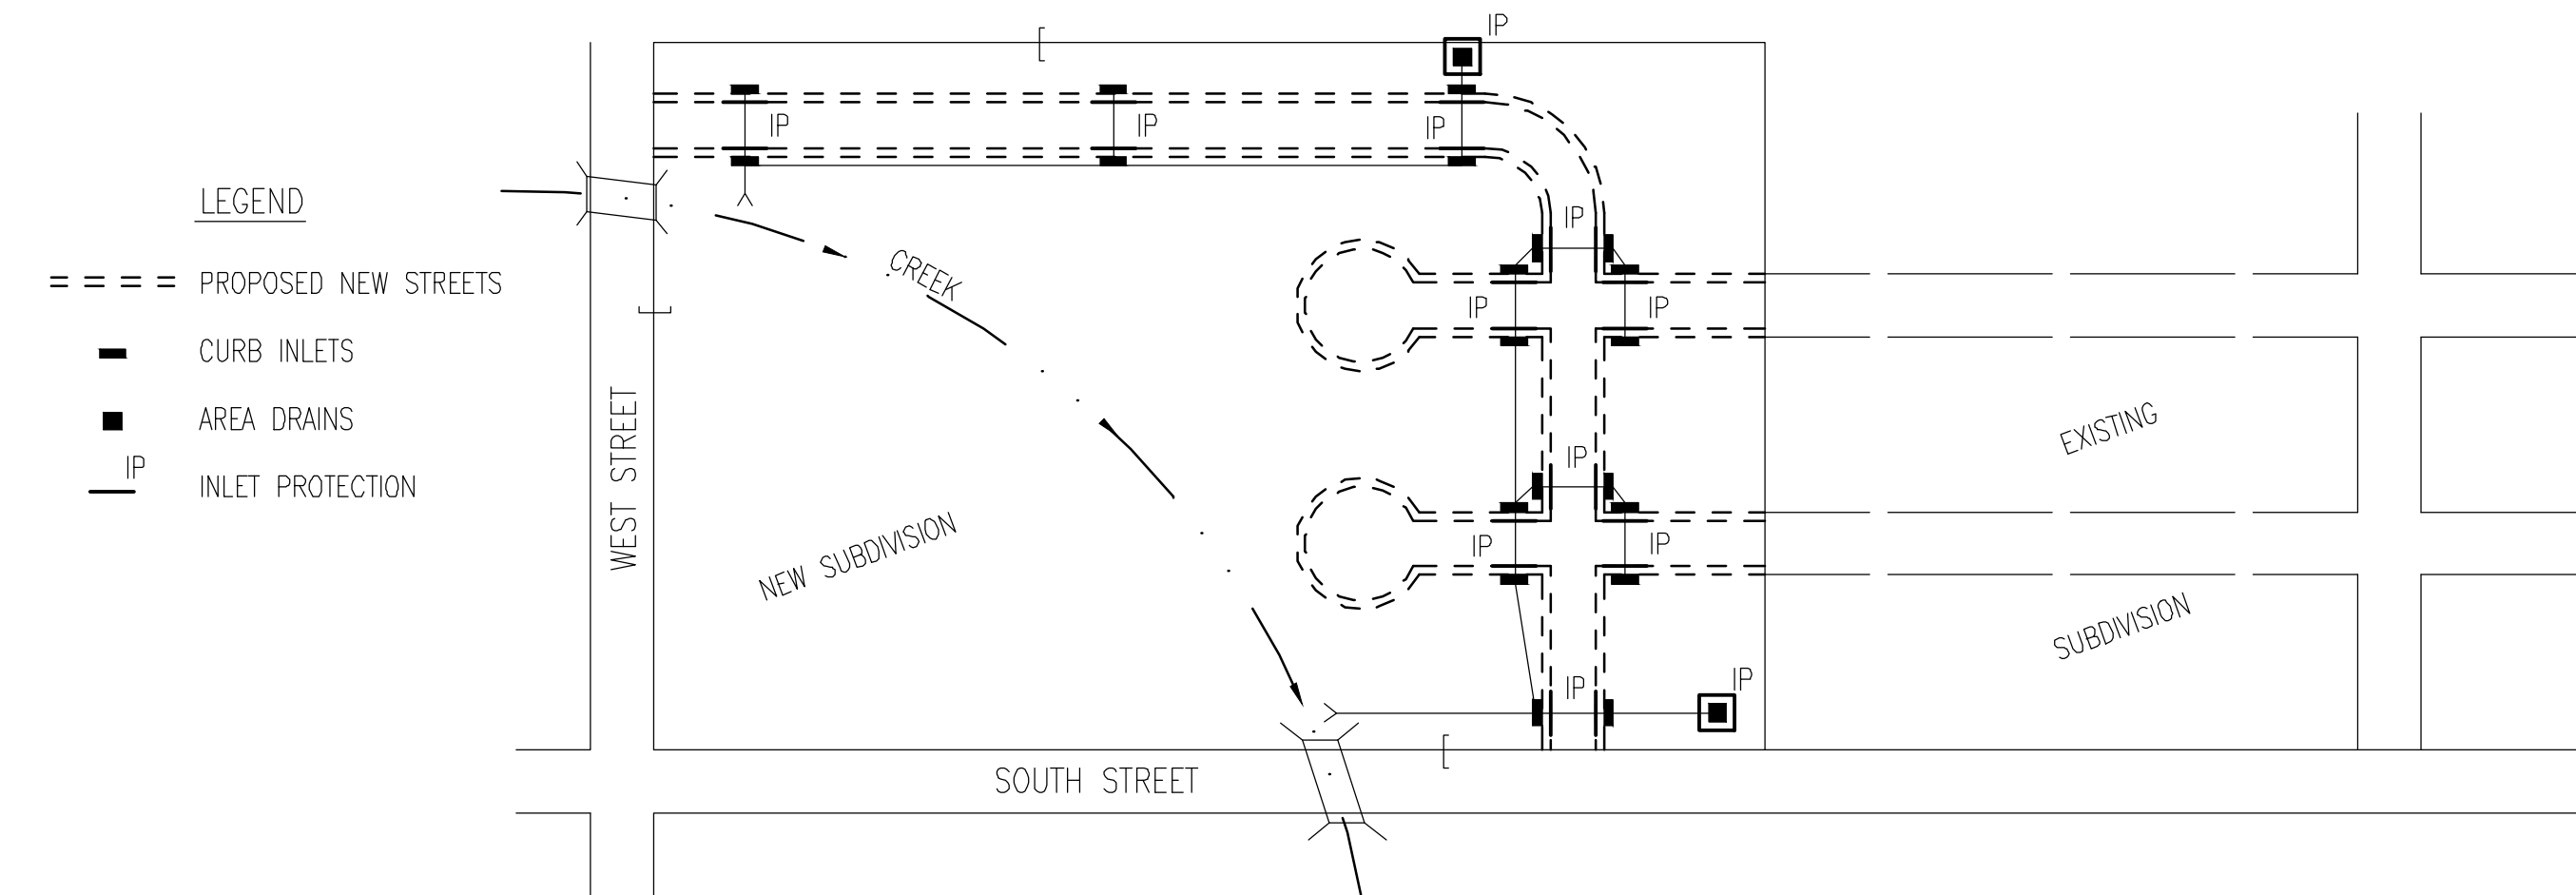 LEGEND
PROPOSED NEW STREETS
CURB INLETS
AREA DRAINS
IP
INLET PROTECTION
IP
IP
IP
IP
IP
IP
IP
IP
IP
IP
IP
IP
CREEK
WEST STREET
NEW SUBDIVISION
SOUTH STREET
EXISTING
SUBDIVISION